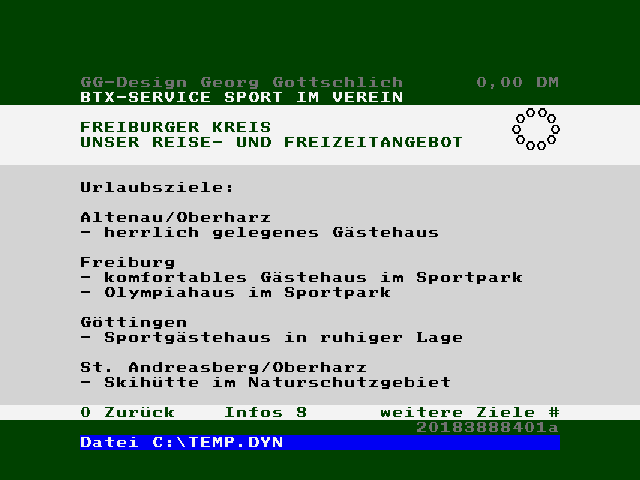 GG-Design Georg Gottschlich 0,00 DM
BTX-SERVICE SPORT IM VEREIN
FREIBURGER KREIS
UNSER REISE- UND FREIZEITANGEBOT
Urlaubsziele:
Altenau/Oberharz
- herrlich gelegenes Gästehaus
Freiburg
- komfortables Gästehaus im Sportpark
- Olympiahaus im Sportpark
Göttingen
- Sportgästehaus in ruhiger Lage
St. Andreasberg/Oberharz
- Skihütte im Naturschutzgebiet
0 Zurück Infos 9 weitere Ziele #
20183888401a
Datei C:\TEMP.DYN